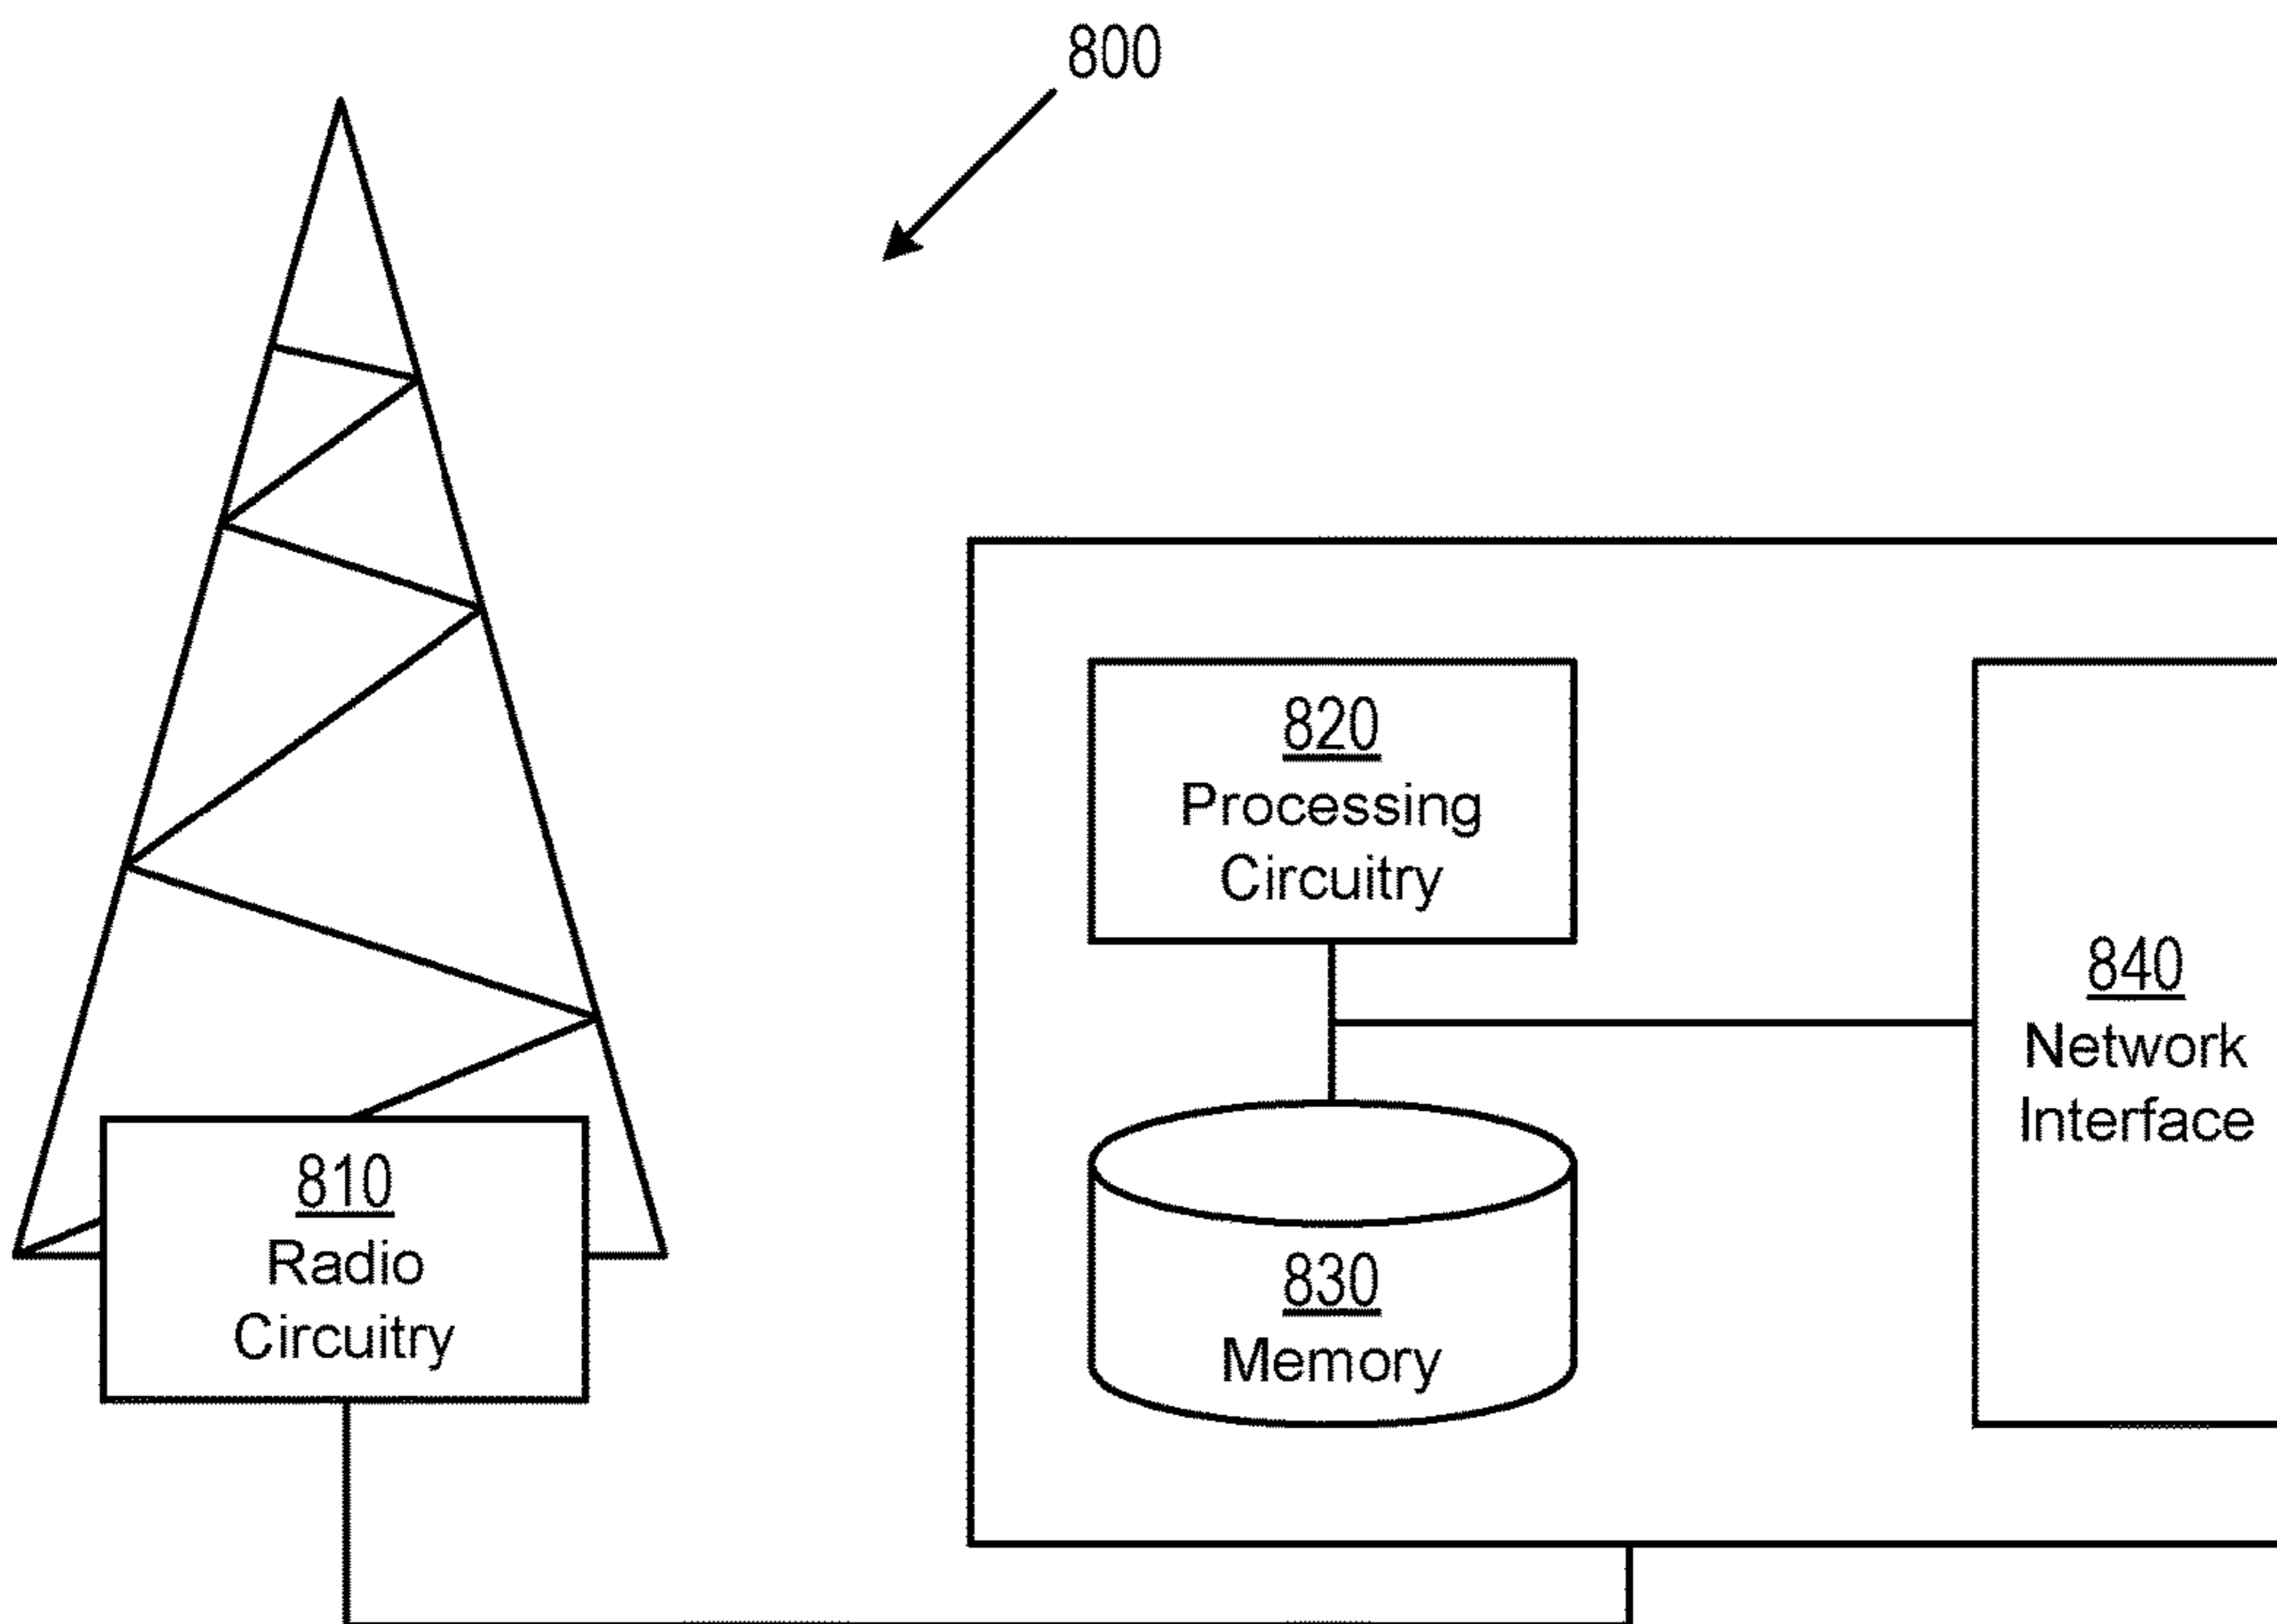 800
820
Processing
Circuitry
840
Network
Interface
810
Radio
Circuitry
830
Memory